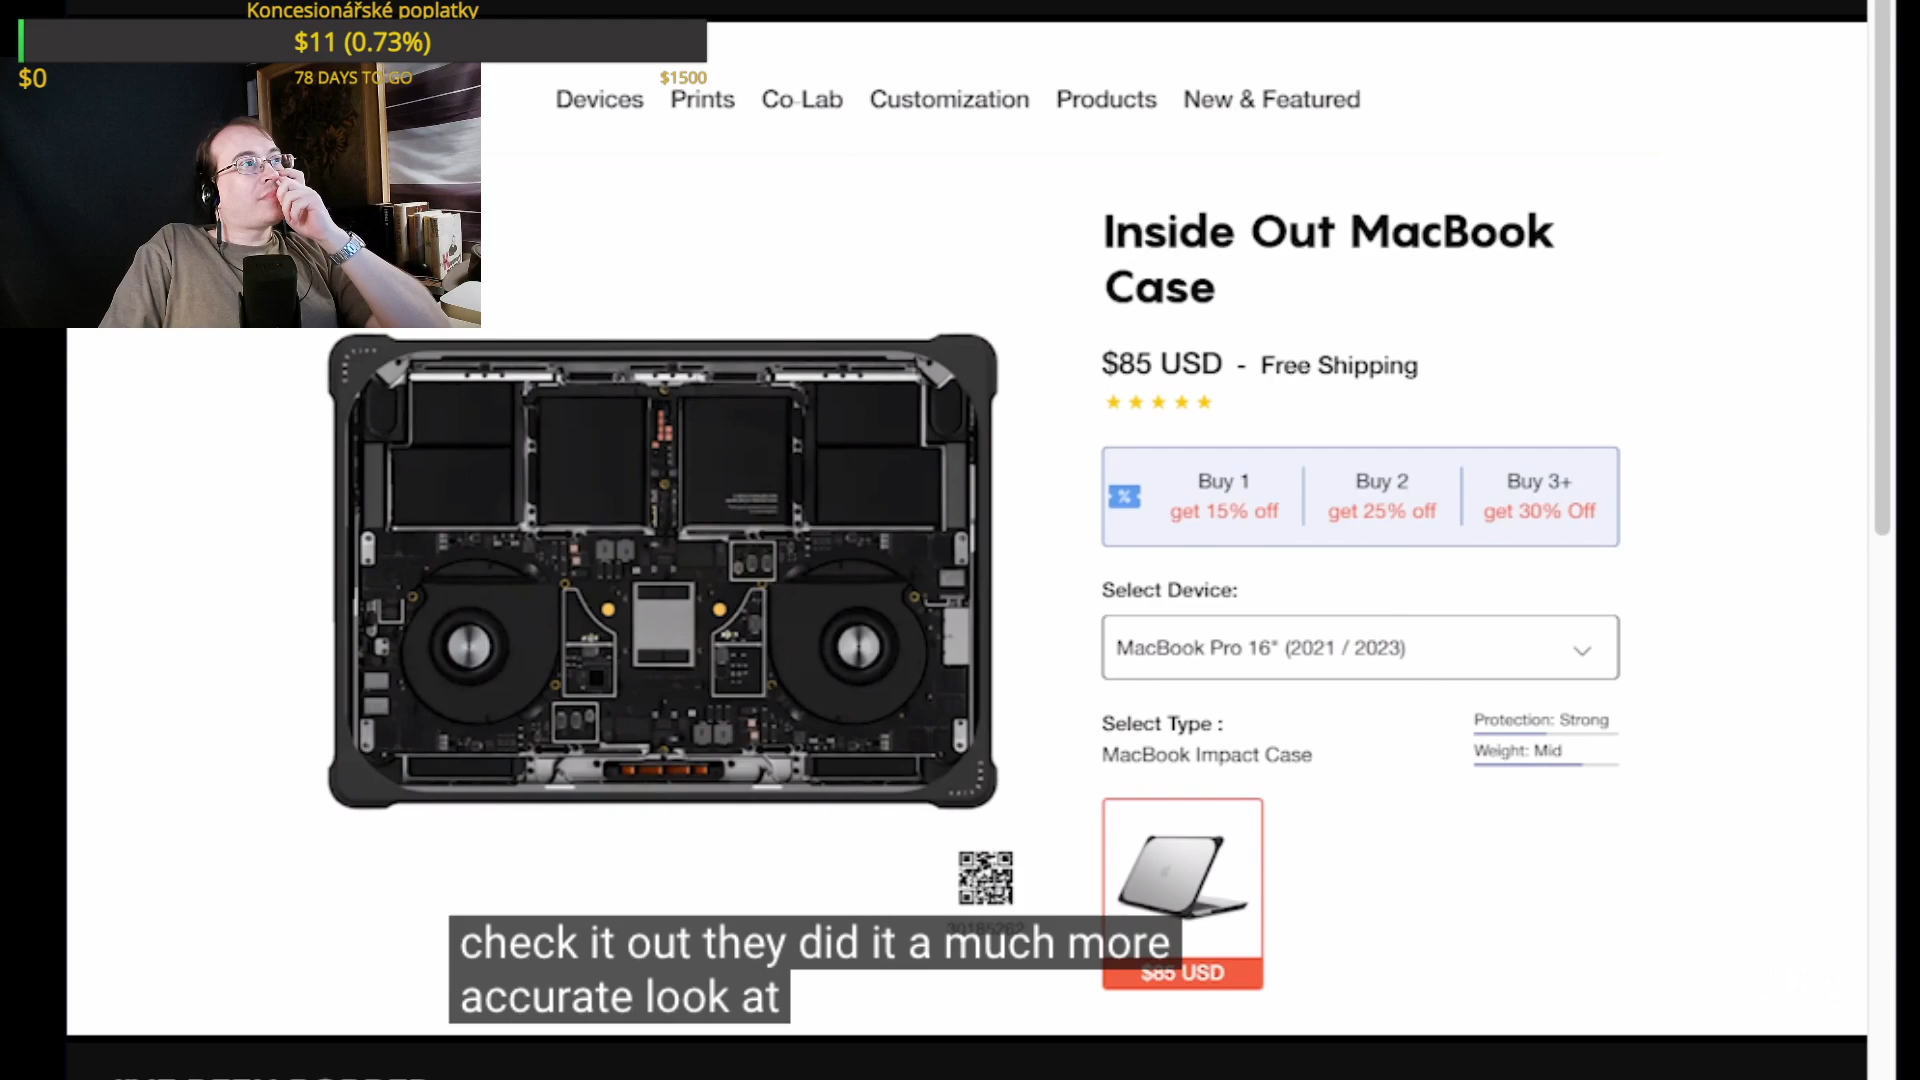 Koncesionářské poplatky
$11 (0.73%)
$0
78 DAYS TO GO
$1500
Devices Prints Co-Lab Customization Products New & Featured
Inside Out MacBook
Case
$85 USD - Free Shipping
%
Buy 1 Buy 2 Buy 3+
get 15% off get 25% off get 30% Off
Select Device:
MacBook Pro 16" (2021 / 2023)
Select Type :
MacBook Impact Case
Protection: Strong
Weight: Mid
$85 USD
check it out they did it a much more
accurate look at